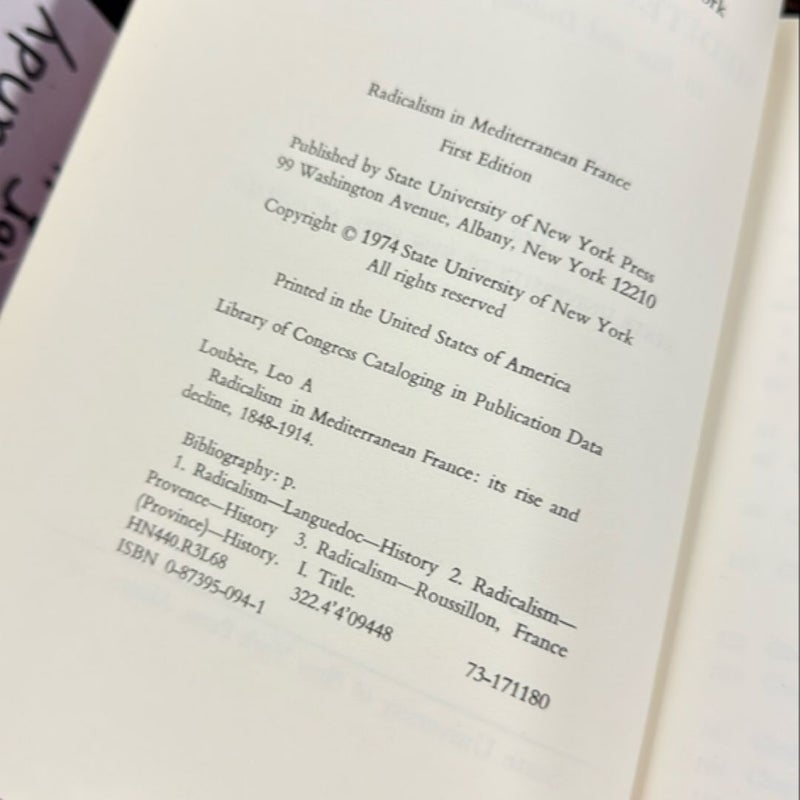 Radicalism in Mediterranean France
First Edition
Published by State University of New York Press
99 Washington Avenue, Albany, New York 12210
Copyright © 1974 State University of New York
All rights reserved
Printed in the United States of America
Library of Congress Cataloging in Publication Data
Loubère, Leo A
Radicalism in Mediterranean France: its rise and
decline, 1848-1914.
Bibliography: p.
1. Radicalism—Languedoc—History 2. Radicalism—
Provence—History 3. Radicalism—Roussillon, France
(Province)—History. I. Title.
HN440.R3L68 322.4'4'09448
ISBN 0-87395-094-1 73-171180